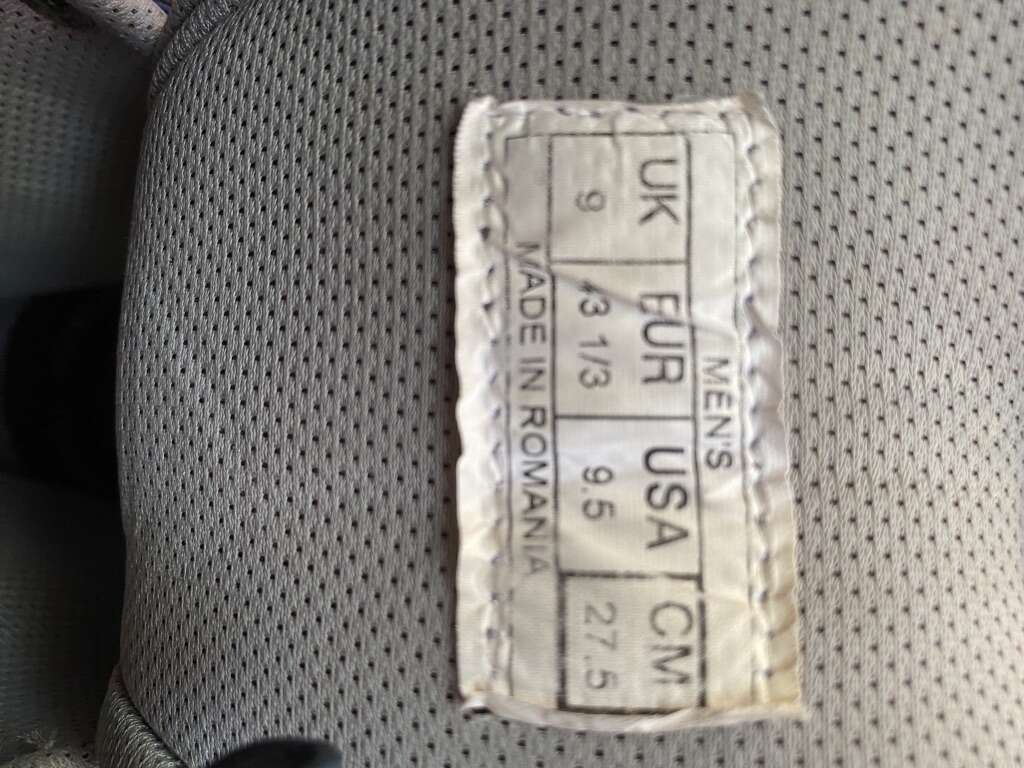 MEN'S
UK EUR USA CM
9 43 1/3 9.5 27.5
MADE IN ROMANIA